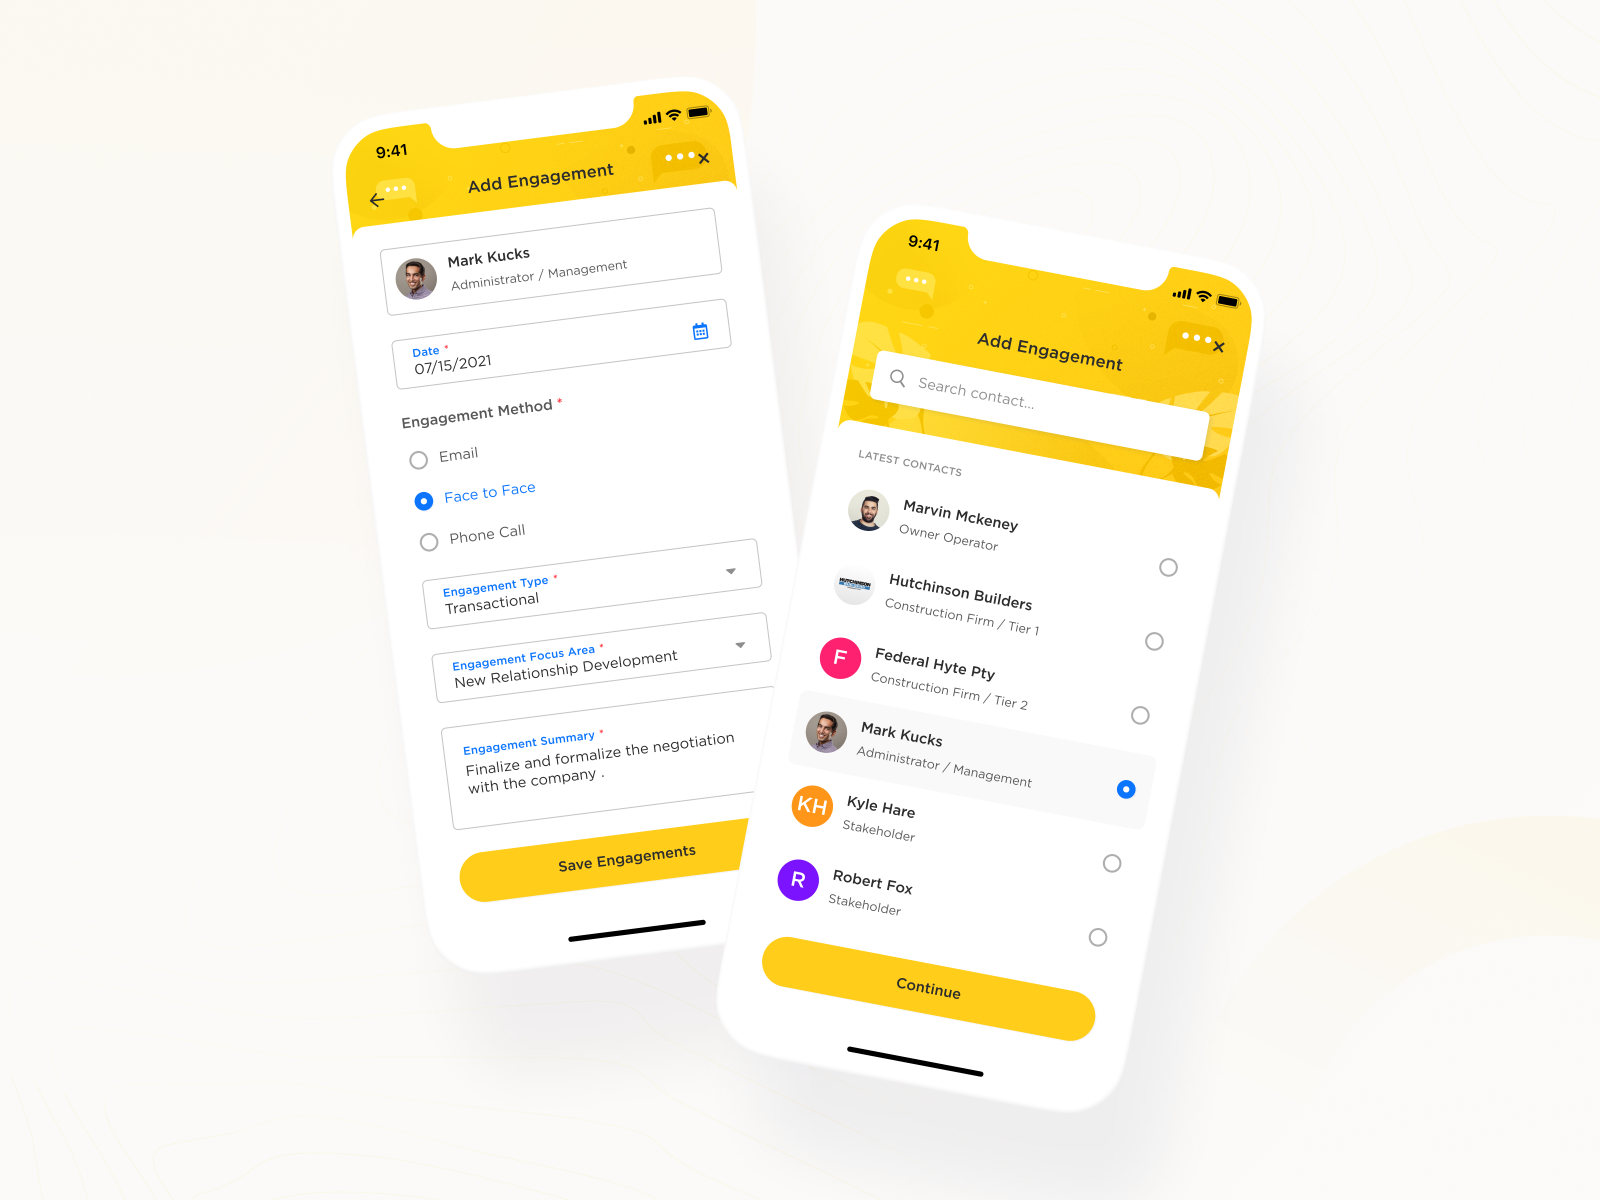 9:41
Add Engagement
Mark Kucks
Administrator / Management
Date *
07/15/2021
Engagement Method *
Email
Face to Face
Phone Call
Engagement Type *
Transactional
Engagement Focus Area *
New Relationship Development
Engagement Summary *
Finalize and formalize the negotiation
with the company .
Save Engagements
9:41
Add Engagement
Search contact...
LATEST CONTACTS
Marvin Mckeney
Owner Operator
HUTCHINSON
Hutchinson Builders
Construction Firm / Tier 1
F
Federal Hyte Pty
Construction Firm / Tier 2
Mark Kucks
Administrator / Management
KH
Kyle Hare
Stakeholder
R
Robert Fox
Stakeholder
Continue